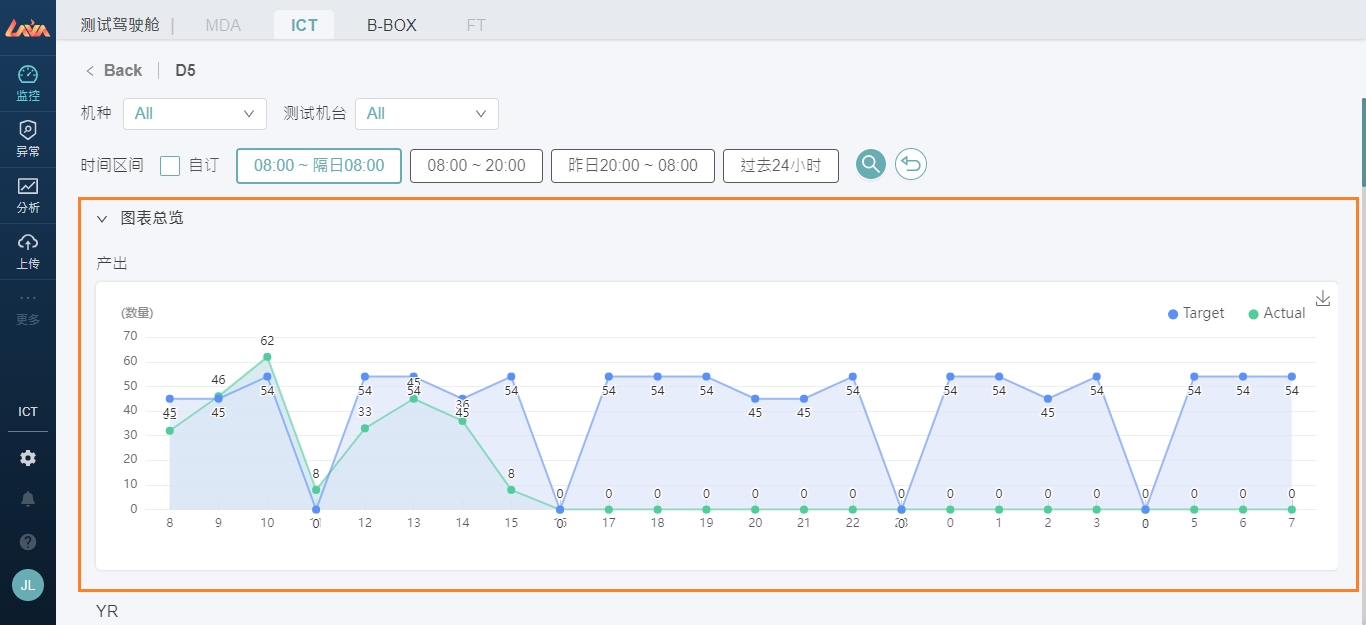 LAVA
测试驾驶舱 | MDA ICT B-BOX FT
监控
异常
分析
上传
...
更多
ICT
?
JL
< Back | D5
机种 All 测试机台 All
时间区间 自订 08:00 ~ 隔日08:00 08:00 ~ 20:00 昨日20:00 ~ 08:00 过去24小时
图表总览
产出
(数量)
Target Actual
70
60
50
40
30
20
10
0
62
46
54 54 45 54 54 54 54 54 54 54 54 54 54 54
45 45 33 54 36 45 45 45 45
8 8
0 0 0 0 0 0 0 0 0 0 0 0 0 0 0 0
8 9 10 0 12 13 14 15 0 17 18 19 20 21 22 0 0 1 2 3 0 5 6 7
YR